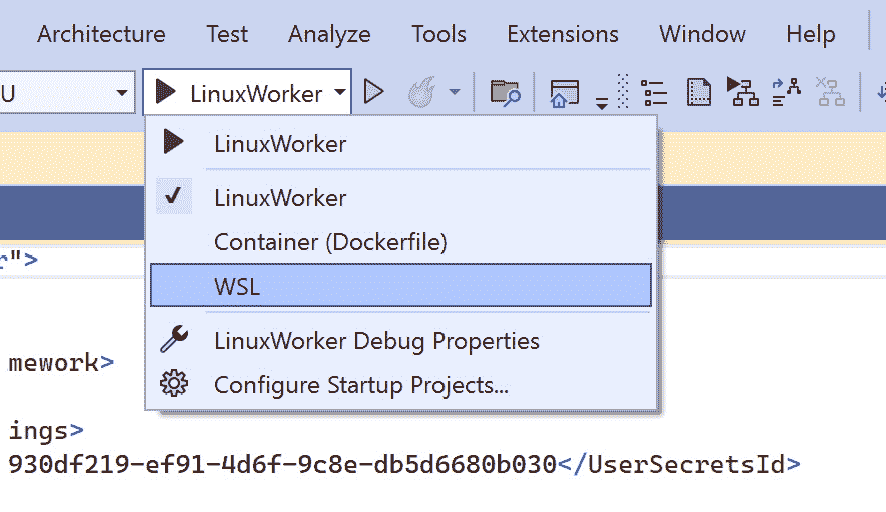 Architecture Test Analyze Tools Extensions Window Help
U LinuxWorker
LinuxWorker
LinuxWorker
Container (Dockerfile)
r">
WSL
LinuxWorker Debug Properties
mework>
Configure Startup Projects...
ings>
930df219-ef91-4d6f-9c8e-db5d6680b030</UserSecretsId>